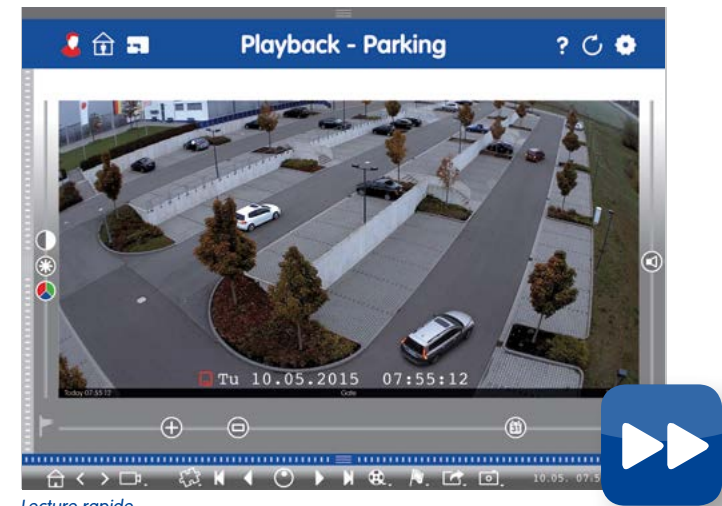 Playback - Parking
?
Tu 10.05.2015 07:55:12
Today 07:55:12
Gate
31
10.05. 07:5
Lecture rapide